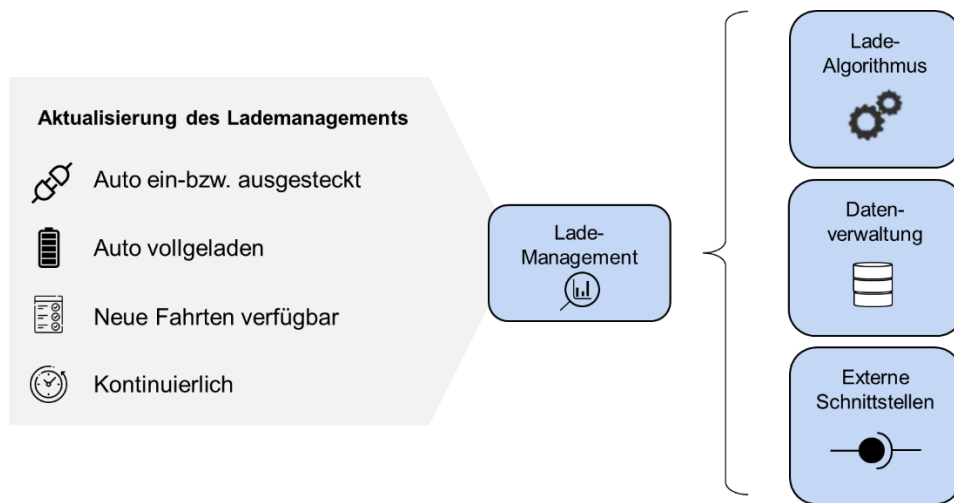 Aktualisierung des Lademanagements
Auto ein-bzw. ausgesteckt
Auto vollgeladen
Neue Fahrten verfügbar
Kontinuierlich
Lade-
Management
Lade-
Algorithmus
Daten-
verwaltung
Externe
Schnittstellen